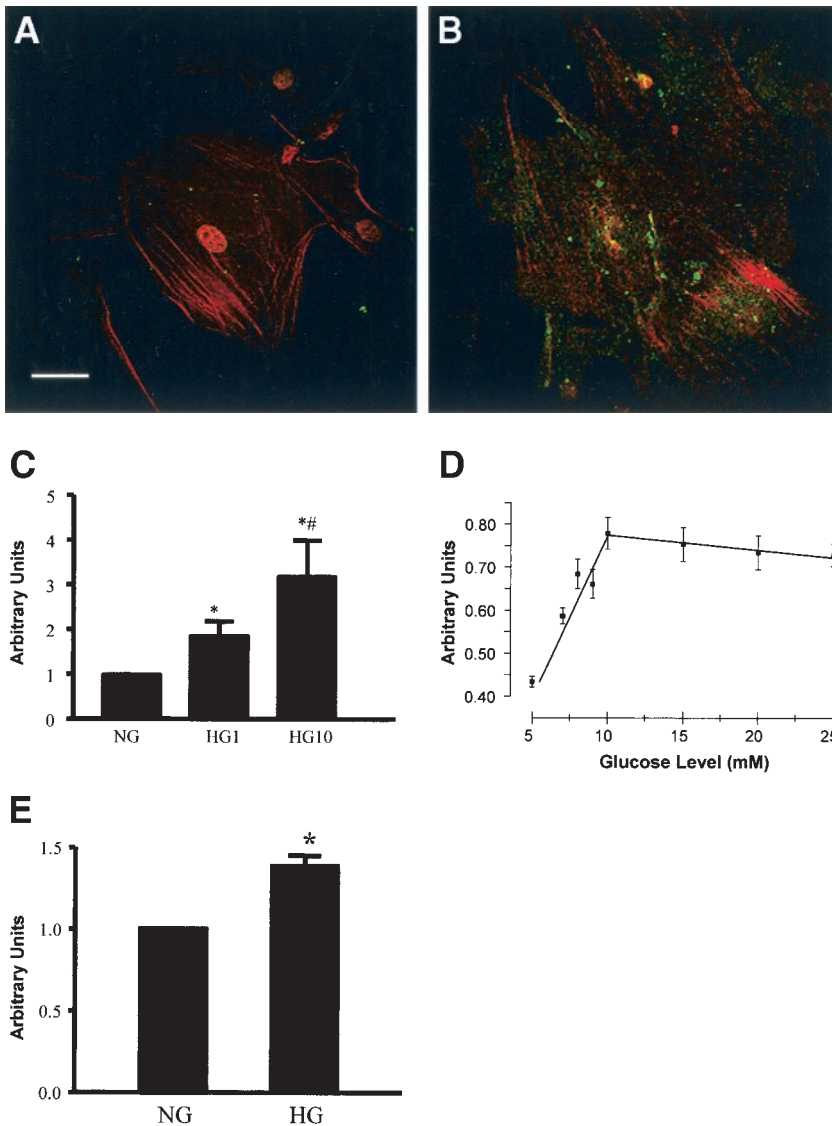 A
B
C
Arbitrary Units
5
4
3
2
1
0
*
*#
NG HG1 HG10
D
Arbitrary Units
0.80
0.70
0.60
0.50
0.40
5 10 15 20 25
Glucose Level (mM)
E
Arbitrary Units
1.5
1.0
0.5
0.0
*
NG HG